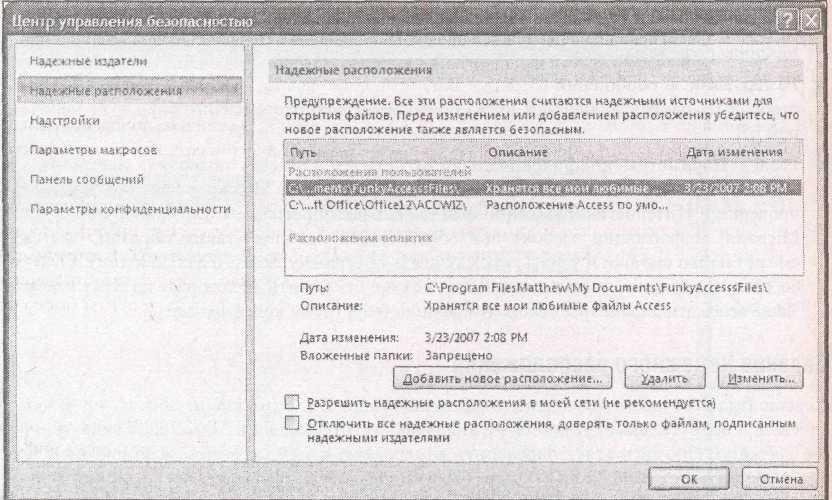 Центр управления безопасностью
Надежные издатели
Надежные расположения
Надстройки
Параметры макросов
Панель сообщений
Параметры конфиденциальности
Надежные расположения
Предупреждение. Все эти расположения считаются надежными источниками для
открытия файлов. Перед изменением или добавлением расположения убедитесь, что
новое расположение также является безопасным.
Путь Описание Дата изменения
Расположения пользователей
C:\...ments\FunkyAccesssFiles\ Хранятся все мои любимые... 3/23/2007 2:08 PM
C:\...ft Office\Office12\ACCWIZ\ Расположение Access по умо...
Расположения политик
Путь: C:\Program FilesMatthew\My Documents\FunkyAccesssFiles\
Описание: Хранятся все мои любимые файлы Access
Дата изменения: 3/23/2007 2:08 PM
Вложенные папки: Запрещено
Добавить новое расположение... Удалить Изменить...
Разрешить надежные расположения в моей сети (не рекомендуется)
Отключить все надежные расположения, доверять только файлам, подписанным
надежными издателями
ОК Отмена